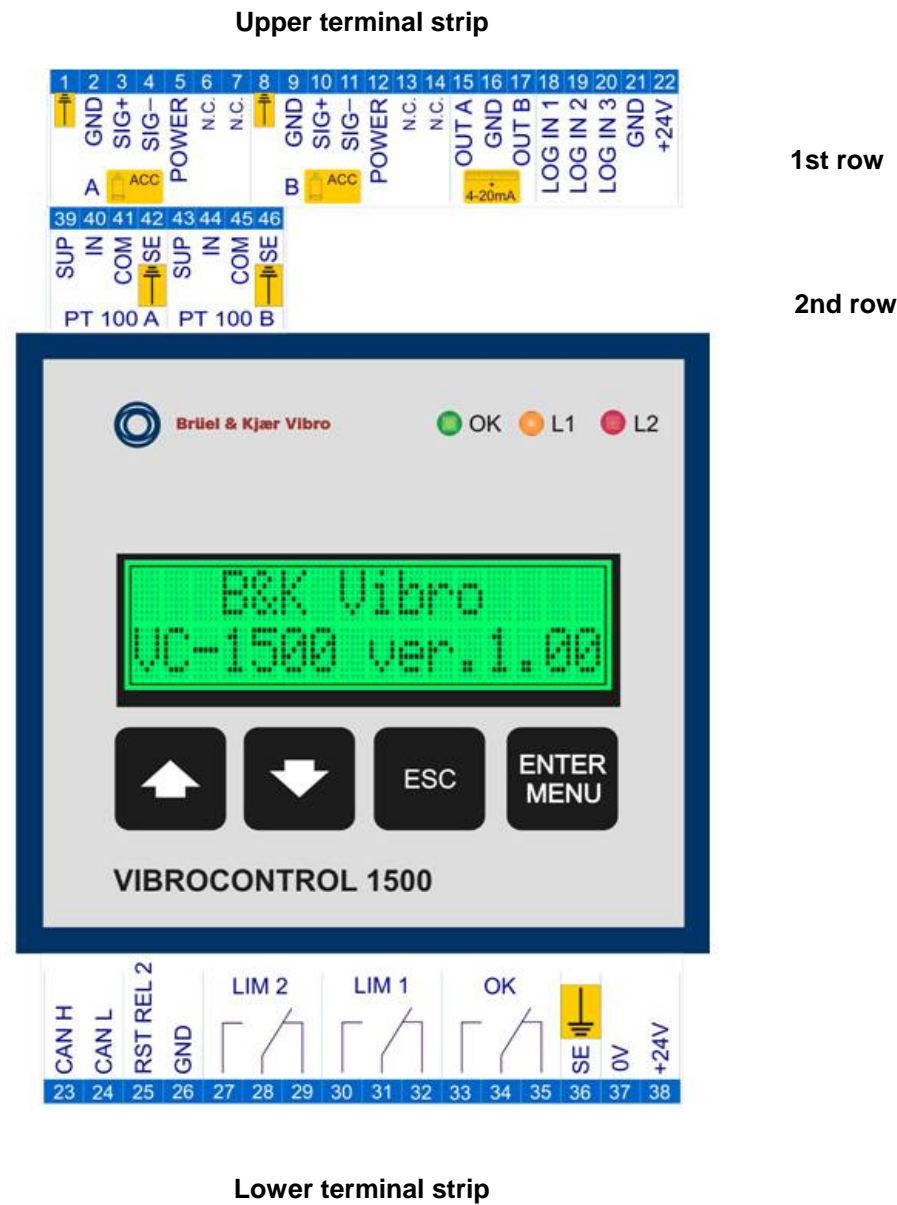 Upper terminal strip
1 2 3 4 5 6 7 8 9 10 11 12 13 14 15 16 17 18 19 20 21 22
GND SIG+ SIG– POWER N.C. N.C. GND SIG+ SIG– POWER N.C. N.C. OUT A GND OUT B LOG IN 1 LOG IN 2 LOG IN 3 GND +24V
1st row
A ACC B ACC 4-20mA
39 40 41 42 43 44 45 46
SUP IN COM SE SUP IN COM SE
2nd row
PT 100 A PT 100 B
Brüel & Kjær Vibro OK L1 L2
B&K Vibro
VC-1500 ver.1.00
ESC ENTER
MENU
VIBROCONTROL 1500
CAN H CAN L RST REL 2 GND LIM 2 LIM 1 OK SE 0V +24V
23 24 25 26 27 28 29 30 31 32 33 34 35 36 37 38
Lower terminal strip